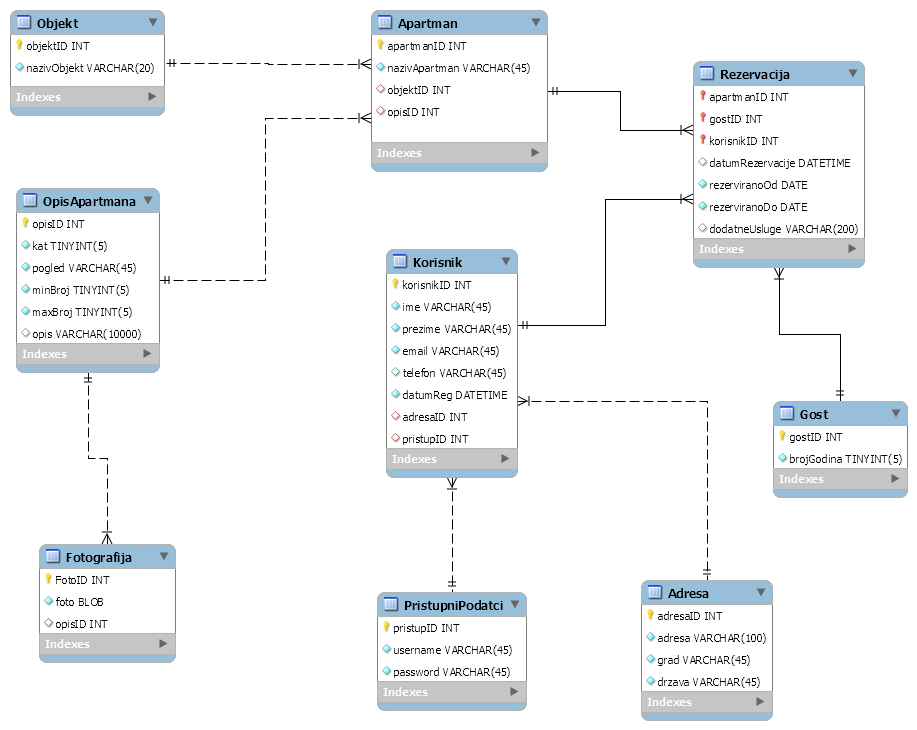 Objekt
objektID INT
nazivObjekt VARCHAR(20)
Indexes
Apartman
apartmanID INT
nazivApartman VARCHAR(45)
objektID INT
opisID INT
Indexes
Rezervacija
apartmanID INT
gostID INT
korisnikID INT
datumRezervacije DATETIME
rezerviranoOd DATE
rezerviranoDo DATE
dodatneUsluge VARCHAR(200)
Indexes
OpisApartmana
opisID INT
kat TINYINT(5)
pogled VARCHAR(45)
minBroj TINYINT(5)
maxBroj TINYINT(5)
opis VARCHAR(10000)
Indexes
Korisnik
korisnikID INT
ime VARCHAR(45)
prezime VARCHAR(45)
email VARCHAR(45)
telefon VARCHAR(45)
datumReg DATETIME
adresaID INT
pristupID INT
Indexes
Gost
gostID INT
brojGodina TINYINT(5)
Indexes
Fotografija
FotoID INT
foto BLOB
opisID INT
Indexes
PristupniPodatci
pristupID INT
username VARCHAR(45)
password VARCHAR(45)
Indexes
Adresa
adresaID INT
adresa VARCHAR(100)
grad VARCHAR(45)
drzava VARCHAR(45)
Indexes